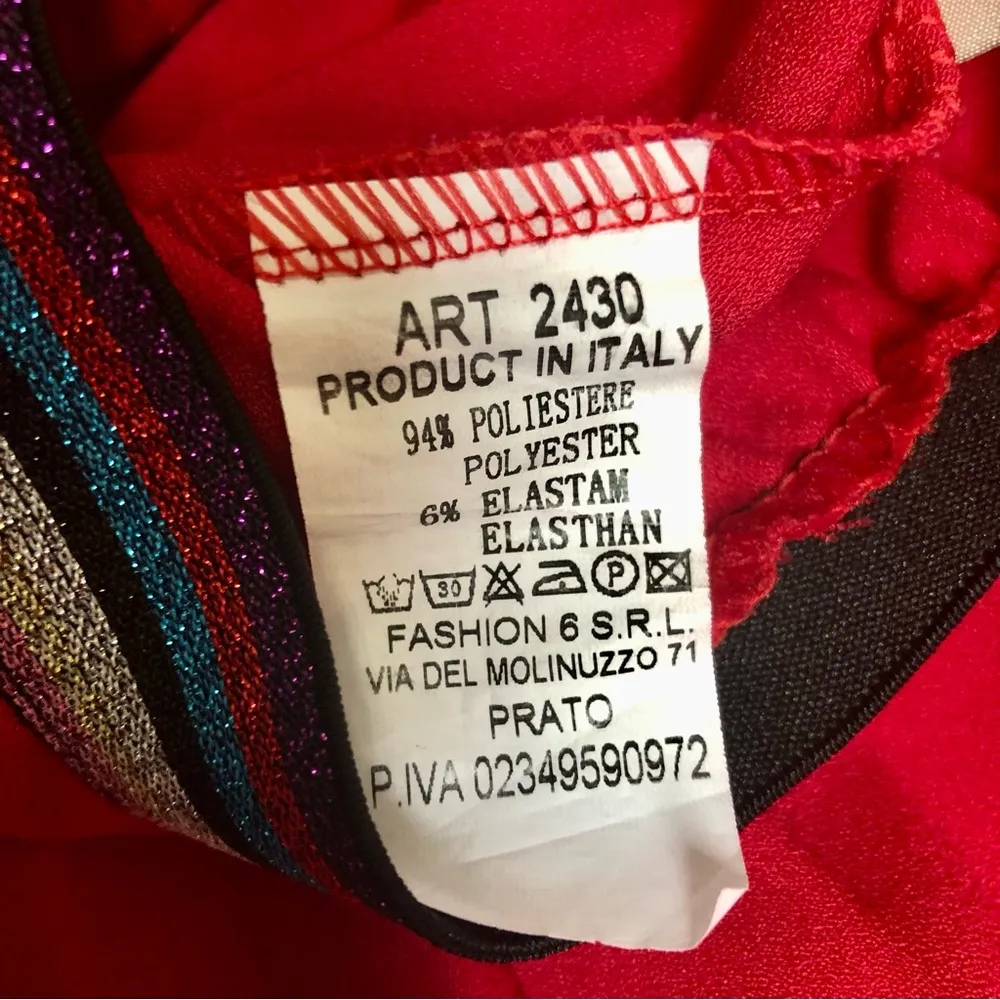 ART 2430
PRODUCT IN ITALY
94% POLIESTERE
POLYESTER
6% ELASTAM
ELASTHAN
30 P
FASHION 6 S.R.L.
VIA DEL MOLINUZZO 71
PRATO
P.IVA 02349590972